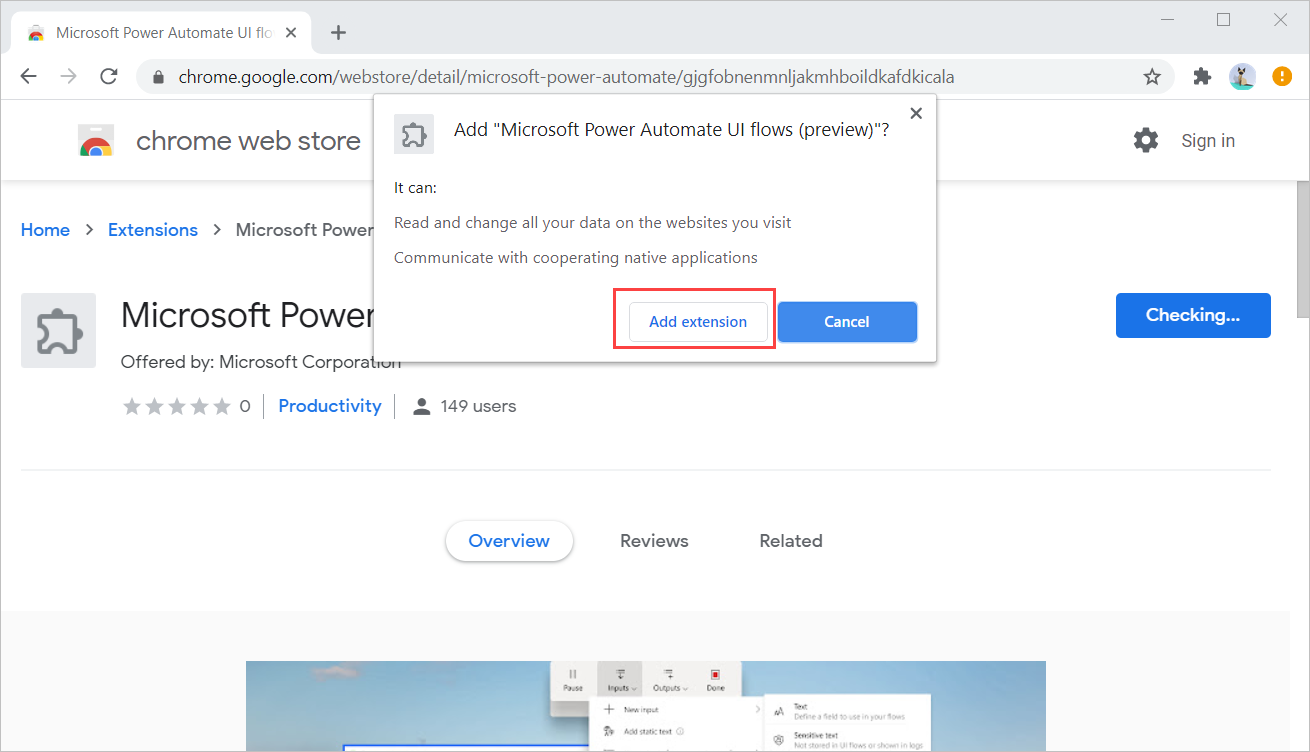 Microsoft Power Automate UI flo
chrome.google.com/webstore/detail/microsoft-power-automate/gjgfobnenmnljakmhboildkafdkicala
chrome web store
Sign in
Add "Microsoft Power Automate UI flows (preview)"?
It can:
Read and change all your data on the websites you visit
Communicate with cooperating native applications
Add extension
Cancel
Home
Extensions
Microsoft Power
Microsoft Power
Checking...
Offered by: Microsoft Corporation
0
Productivity
149 users
Overview
Reviews
Related
Pause
Inputs
Outputs
Done
New input
Add static text
Text
Define a field to use in your flows
Sensitive text
Not stored in UI flows or shown in logs